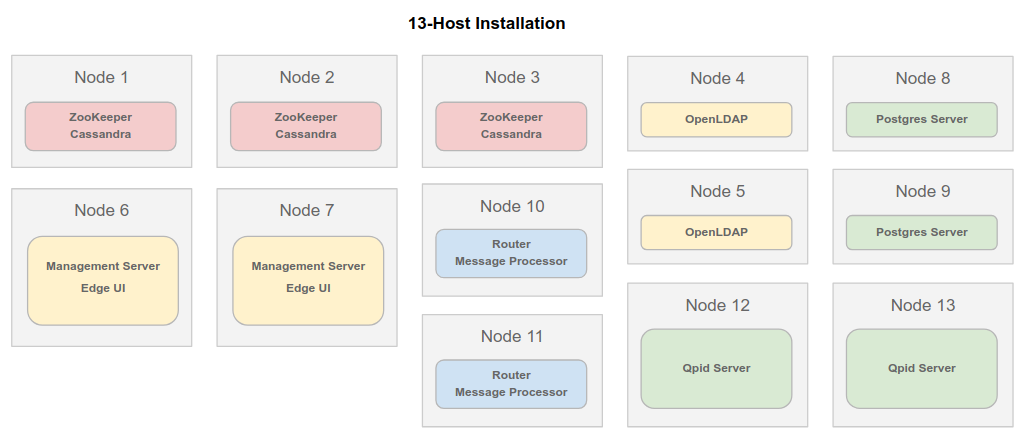 13-Host Installation
Node 1
ZooKeeper
Cassandra
Node 2
ZooKeeper
Cassandra
Node 3
ZooKeeper
Cassandra
Node 4
OpenLDAP
Node 8
Postgres Server
Node 5
OpenLDAP
Node 9
Postgres Server
Node 6
Management Server
Edge UI
Node 7
Management Server
Edge UI
Node 10
Router
Message Processor
Node 11
Router
Message Processor
Node 12
Qpid Server
Node 13
Qpid Server